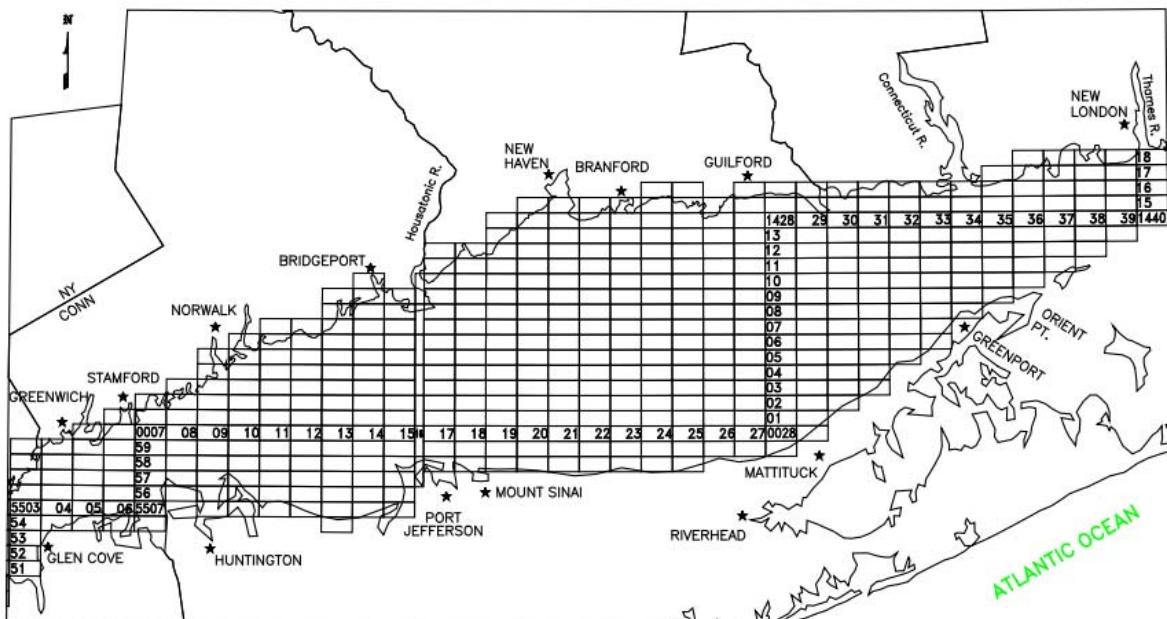 N
NEW
LONDON
Thames R.
Connecticut R.
NEW
HAVEN
BRANFORD
GUILFORD
Housatonic R.
18
17
16
15
1428 29 30 31 32 33 34 35 36 37 38 39 1440
13
12
11
10
09
08
07
06
05
04
03
02
01
BRIDGEPORT
NY
CONN
NORWALK
ORIENT
PT.
GREENPORT
STAMFORD
GREENWICH
0007 08 09 10 11 12 13 14 15 16 17 18 19 20 21 22 23 24 25 26 27 0028
59
58
57
56
5503 04 05 06 5507
54
53
52
51
MATTITUCK
MOUNT SINAI
PORT
JEFFERSON
RIVERHEAD
GLEN COVE
HUNTINGTON
ATLANTIC OCEAN